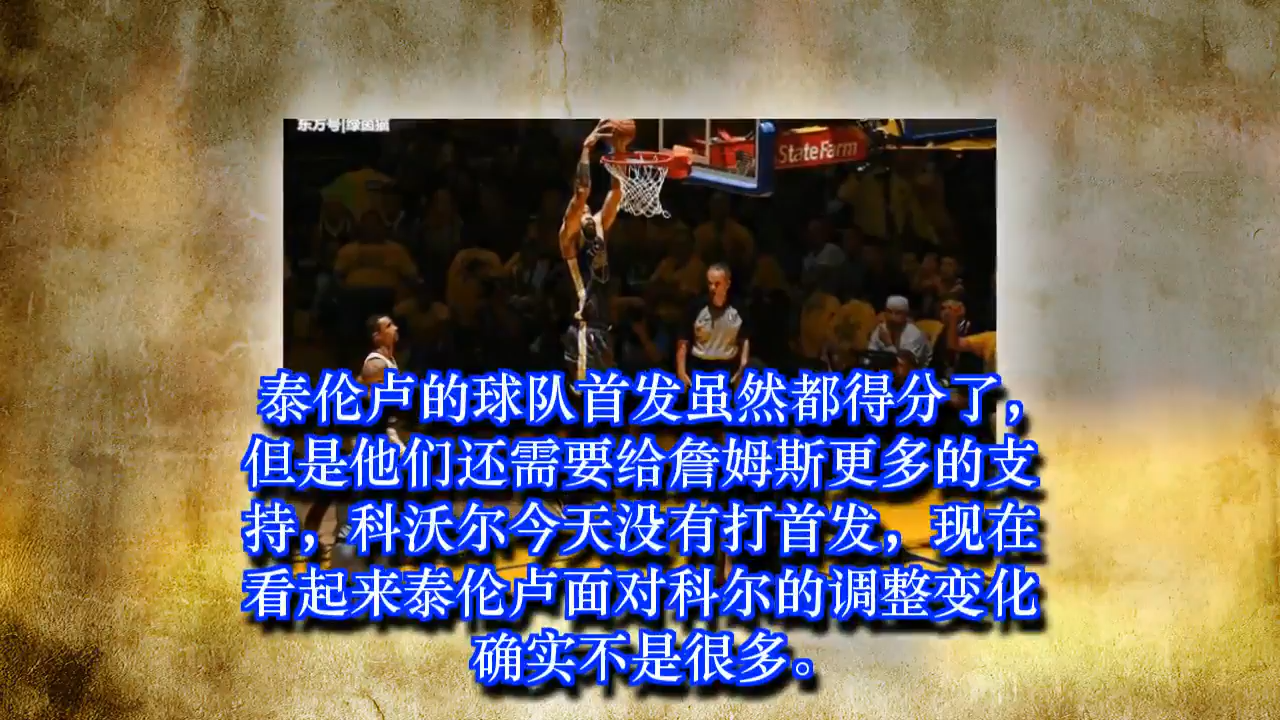 东方号|绿茵猫
StateFarm
泰伦卢的球队首发虽然都得分了，
但是他们还需要给詹姆斯更多的支
持，科沃尔今天没有打首发，现在
看起来泰伦卢面对科尔的调整变化
确实不是很多。